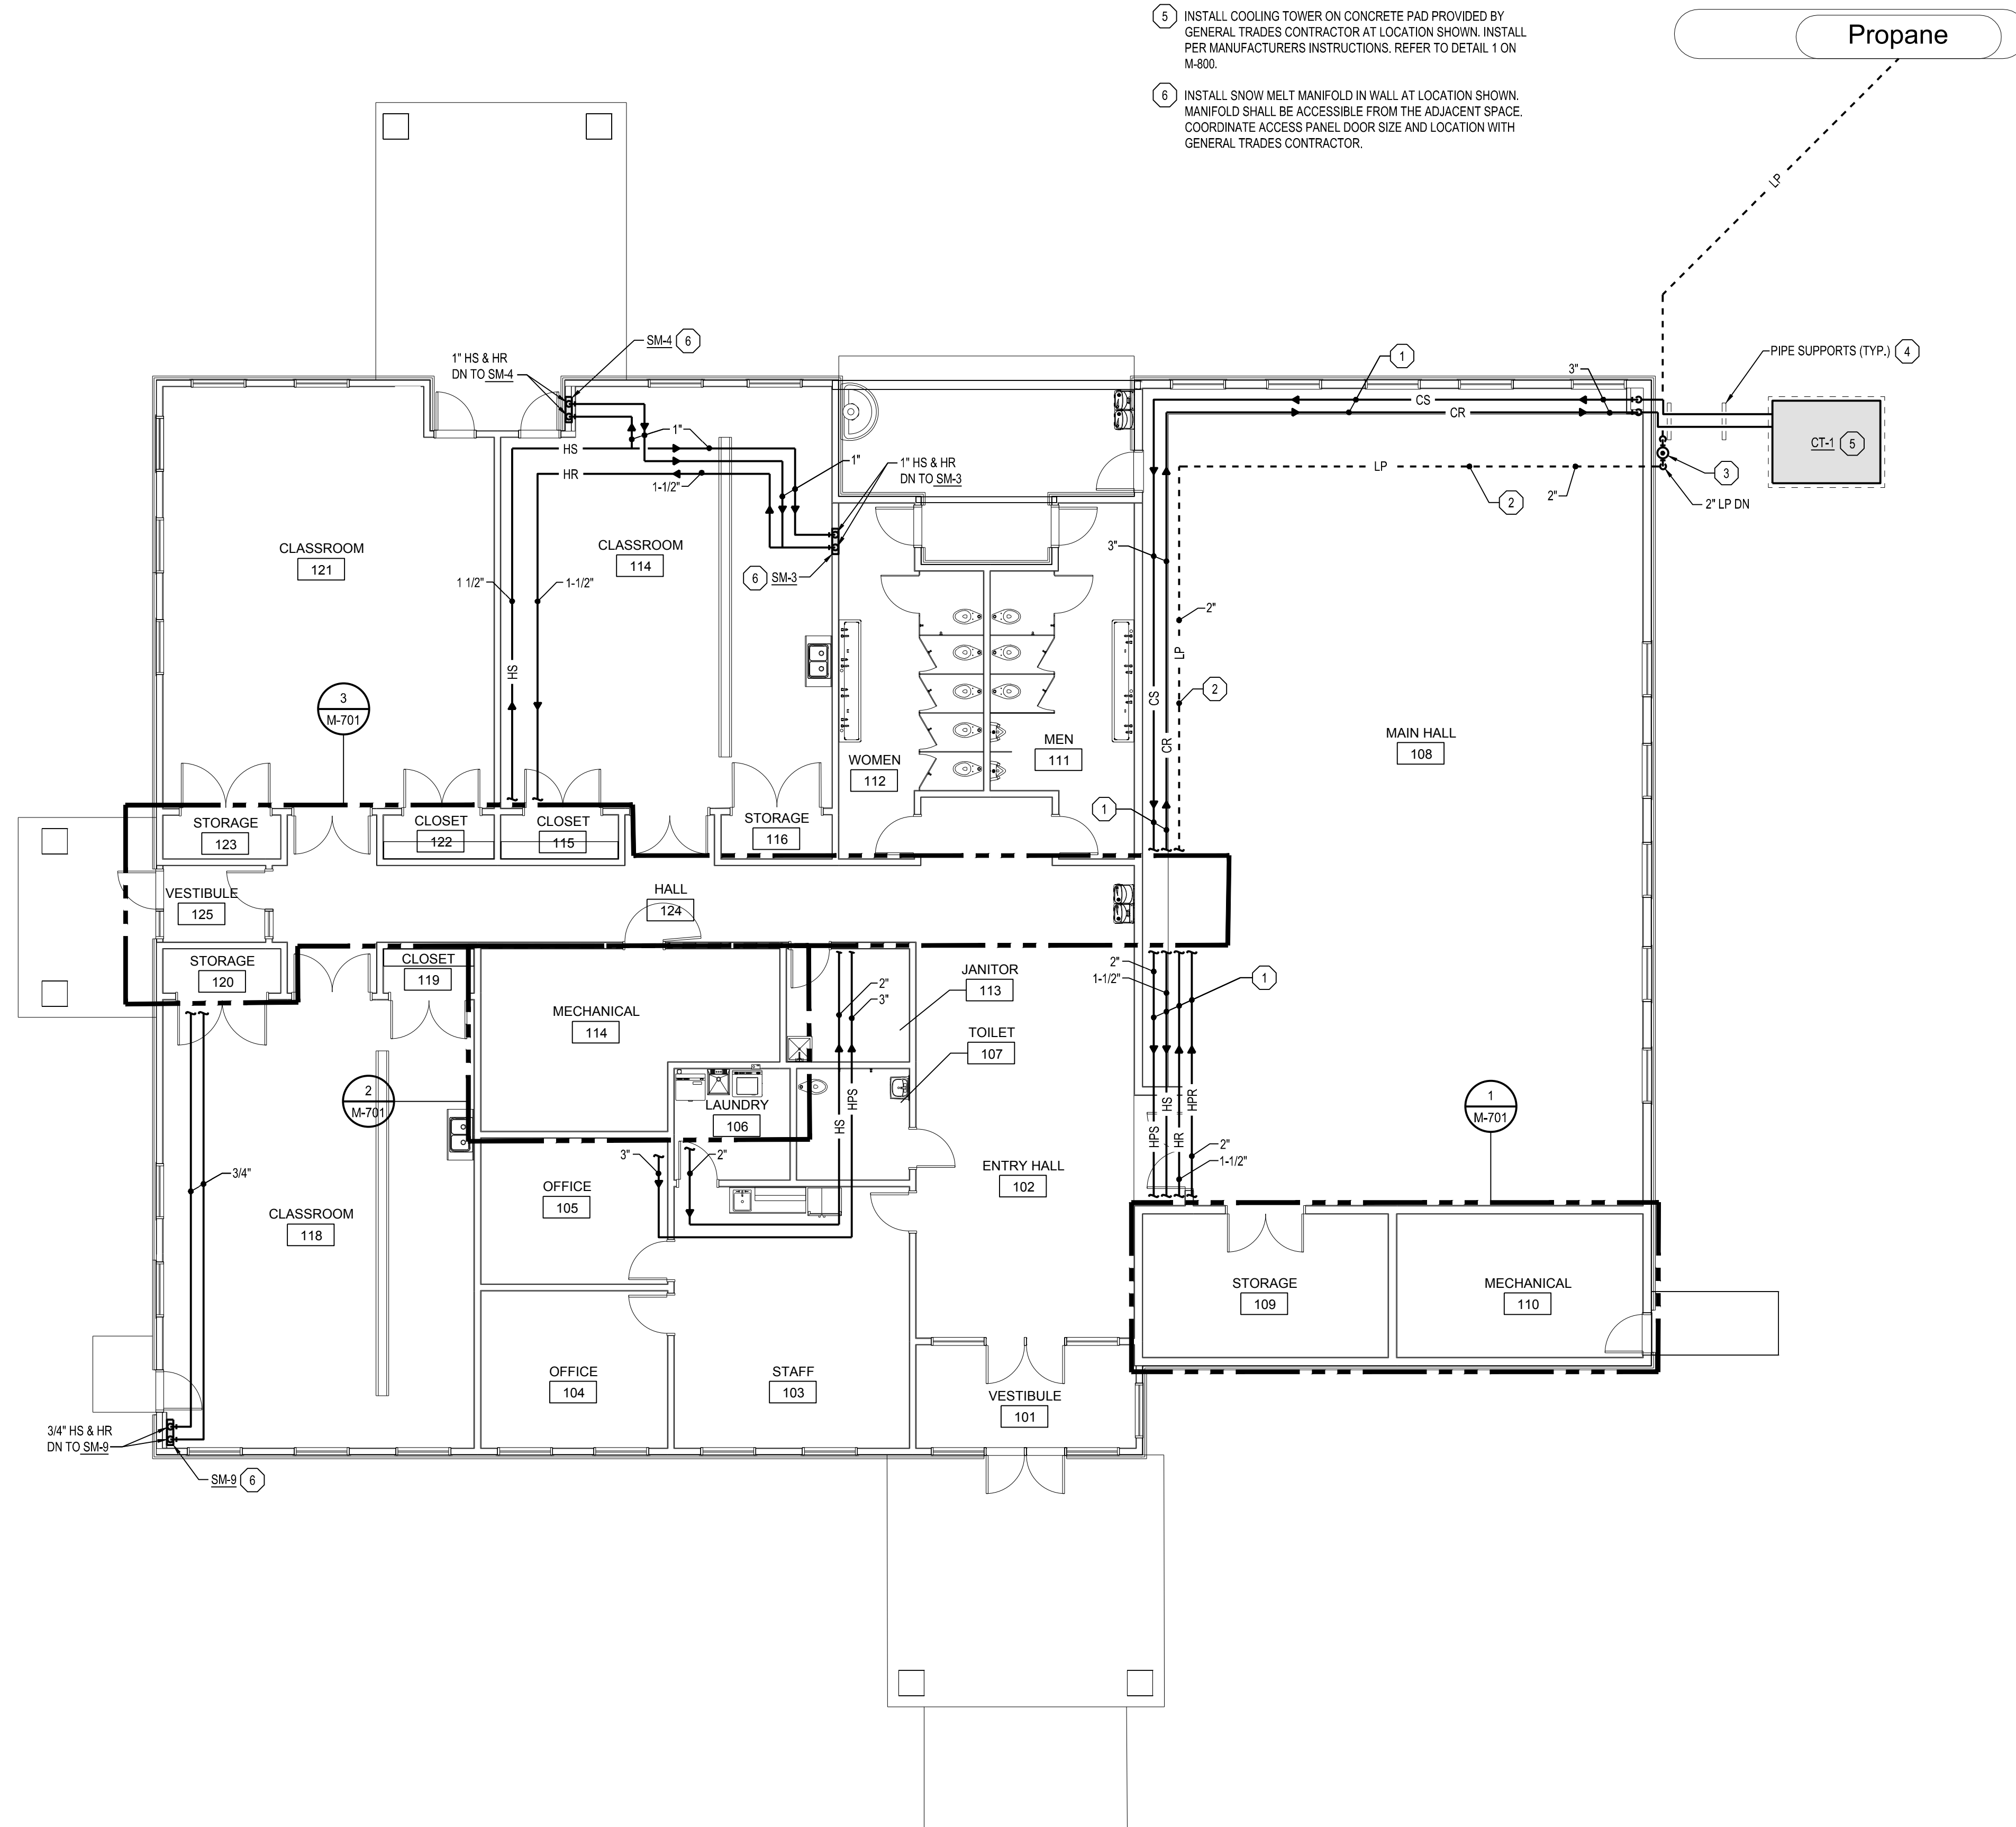 5 INSTALL COOLING TOWER ON CONCRETE PAD PROVIDED BY
GENERAL TRADES CONTRACTOR AT LOCATION SHOWN. INSTALL
PER MANUFACTURERS INSTRUCTIONS. REFER TO DETAIL 1 ON
M-800.
6 INSTALL SNOW MELT MANIFOLD IN WALL AT LOCATION SHOWN.
MANIFOLD SHALL BE ACCESSIBLE FROM THE ADJACENT SPACE.
COORDINATE ACCESS PANEL DOOR SIZE AND LOCATION WITH
GENERAL TRADES CONTRACTOR.
Propane
LP
SM-4 6
1" HS & HR
DN TO SM-4
1"
HS
HR
1-1/2"
1"
1" HS & HR
DN TO SM-3
6 SM-3
1
3"
CS
CR
PIPE SUPPORTS (TYP.) 4
CT-1 5
3
2" LP DN
LP
2
2"
3"
2"
LP
2
CS
CR
1
CLASSROOM
121
1 1/2"
1-1/2"
HS
CLASSROOM
114
3
M-701
WOMEN
112
MEN
111
MAIN HALL
108
STORAGE
123
CLOSET
122
CLOSET
115
STORAGE
116
VESTIBULE
125
HALL
124
STORAGE
120
CLOSET
119
MECHANICAL
114
2"
3"
JANITOR
113
TOILET
107
2"
1-1/2"
1
2
M-701
LAUNDRY
106
HS
HPS
HPS
HS
HR
HPR
2"
1-1/2"
1
M-701
3/4"
CLASSROOM
118
3"
2"
OFFICE
105
ENTRY HALL
102
STORAGE
109
MECHANICAL
110
OFFICE
104
STAFF
103
VESTIBULE
101
3/4" HS & HR
DN TO SM-9
SM-9 6